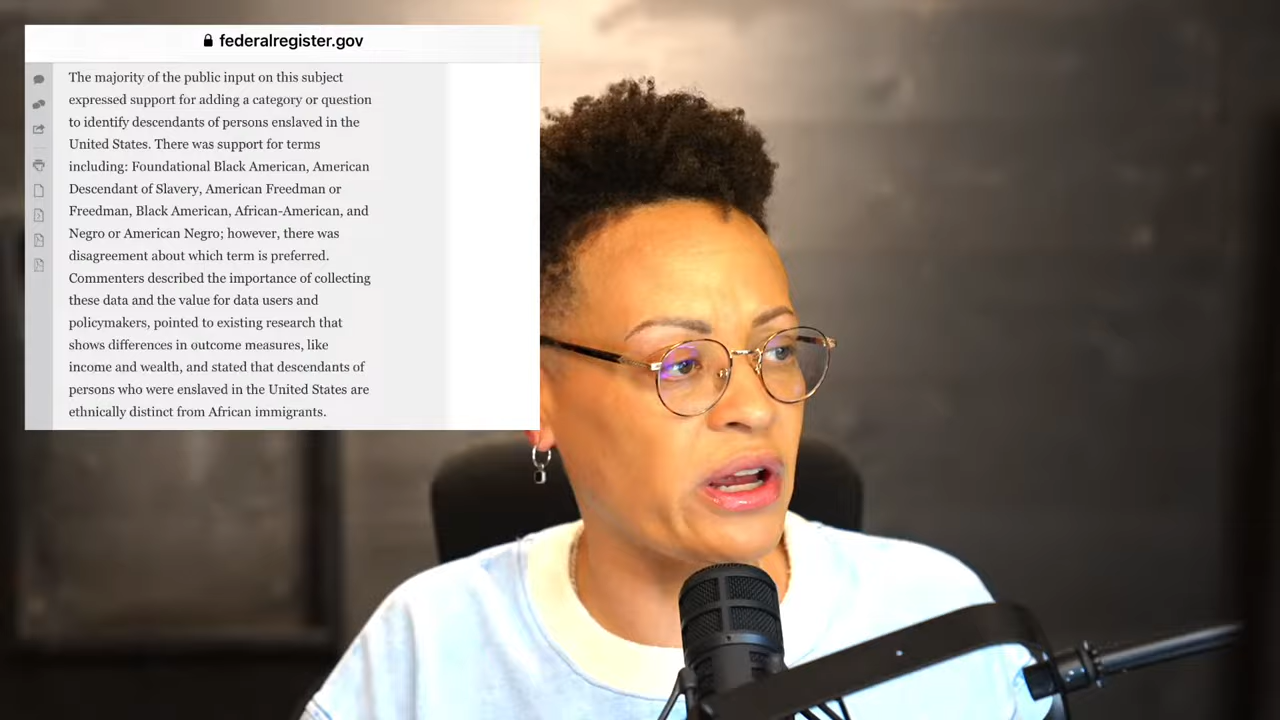 federalregister.gov
The majority of the public input on this subject
expressed support for adding a category or question
to identify descendants of persons enslaved in the
United States. There was support for terms
including: Foundational Black American, American
Descendant of Slavery, American Freedman or
Freedman, Black American, African-American, and
Negro or American Negro; however, there was
disagreement about which term is preferred.
Commenters described the importance of collecting
these data and the value for data users and
policymakers, pointed to existing research that
shows differences in outcome measures, like
income and wealth, and stated that descendants of
persons who were enslaved in the United States are
ethnically distinct from African immigrants.